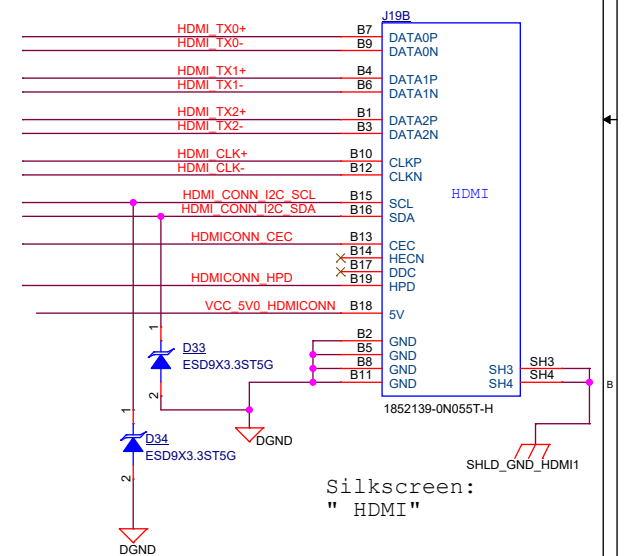 J19B
HDMI_TX0+ B7 DATA0P
HDMI_TX0- B9 DATA0N
HDMI_TX1+ B4 DATA1P
HDMI_TX1- B6 DATA1N
HDMI_TX2+ B1 DATA2P
HDMI_TX2- B3 DATA2N
HDMI_CLK+ B10 CLKP
HDMI_CLK- B12 CLKN
HDMI
HDMI_CONN_I2C_SCL B15 SCL
HDMI_CONN_I2C_SDA B16 SDA
HDMICONN_CEC B13 CEC
B14 HECN
B17 DDC
HDMICONN_HPD B19 HPD
VCC_5V0_HDMICONN B18 5V
B2 GND
B5 GND
B8 GND SH3 SH3
B11 GND SH4 SH4
B
1852139-0N055T-H
1
D33
ESD9X3.3ST5G
2
DGND
1
D34
ESD9X3.3ST5G
2
DGND
SHLD_GND_HDMI1
Silkscreen:
" HDMI"